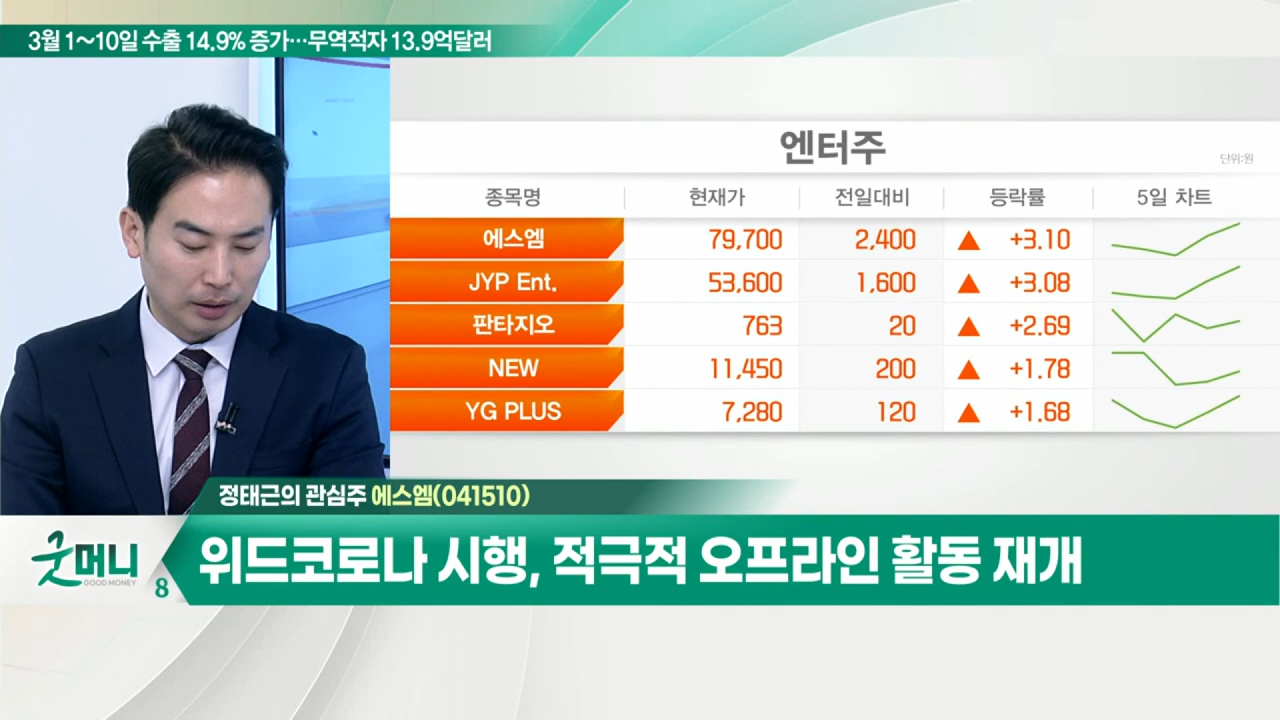 3월 1~10일 수출 14.9% 증가…무역적자 13.9억달러
엔터주
단위:원
종목명 현재가 전일대비 등락률 5일 차트
에스엠 79,700 2,400 ▲ +3.10
JYP Ent. 53,600 1,600 ▲ +3.08
판타지오 763 20 ▲ +2.69
NEW 11,450 200 ▲ +1.78
YG PLUS 7,280 120 ▲ +1.68
정태근의 관심주 에스엠(041510)
굿머니
GOOD MONEY
8
위드코로나 시행, 적극적 오프라인 활동 재개